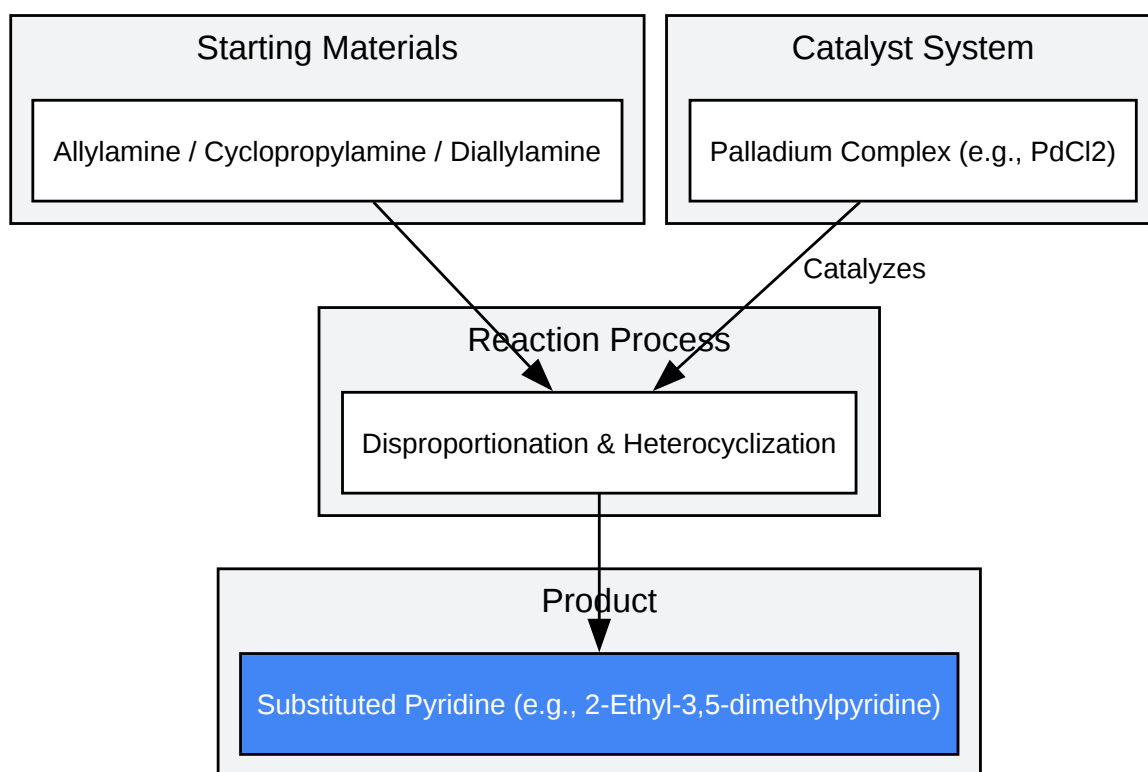 Starting Materials
Catalyst System
Allylamine / Cyclopropylamine / Diallylamine
Palladium Complex (e.g., PdCl2)
Catalyzes
Reaction Process
Disproportionation & Heterocyclization
Product
Substituted Pyridine (e.g., 2-Ethyl-3,5-dimethylpyridine)